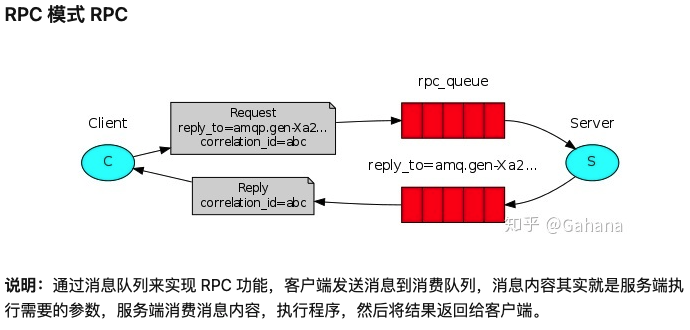 RPC 模式 RPC
rpc_queue
Client
Request
reply_to=amqp.gen-Xa2...
correlation_id=abc
Server
C
S
reply_to=amq.gen-Xa2...
Reply
correlation_id=abc
知乎 @Gahana
说明：通过消息队列来实现 RPC 功能，客户端发送消息到消费队列，消息内容其实就是服务端执
行需要的参数，服务端消费消息内容，执行程序，然后将结果返回给客户端。